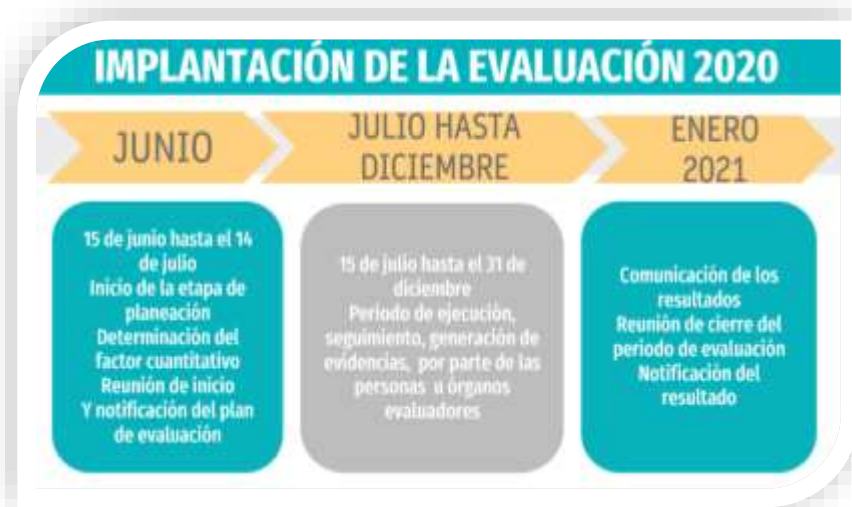 IMPLANTACIÓN DE LA EVALUACIÓN 2020
JUNIO
JULIO HASTA
DICIEMBRE
ENERO
2021
15 de junio hasta el 14
de julio
Inicio de la etapa de
planeación
Determinación del
factor cuantitativo
Reunión de inicio
Y notificación del plan
de evaluación
15 de julio hasta el 31 de
diciembre
Periodo de ejecución,
seguimiento, generación de
evidencias, por parte de las
personas u órganos
evaluadores
Comunicación de los
resultados
Reunión de cierre del
periodo de evaluación
Notificación del
resultado